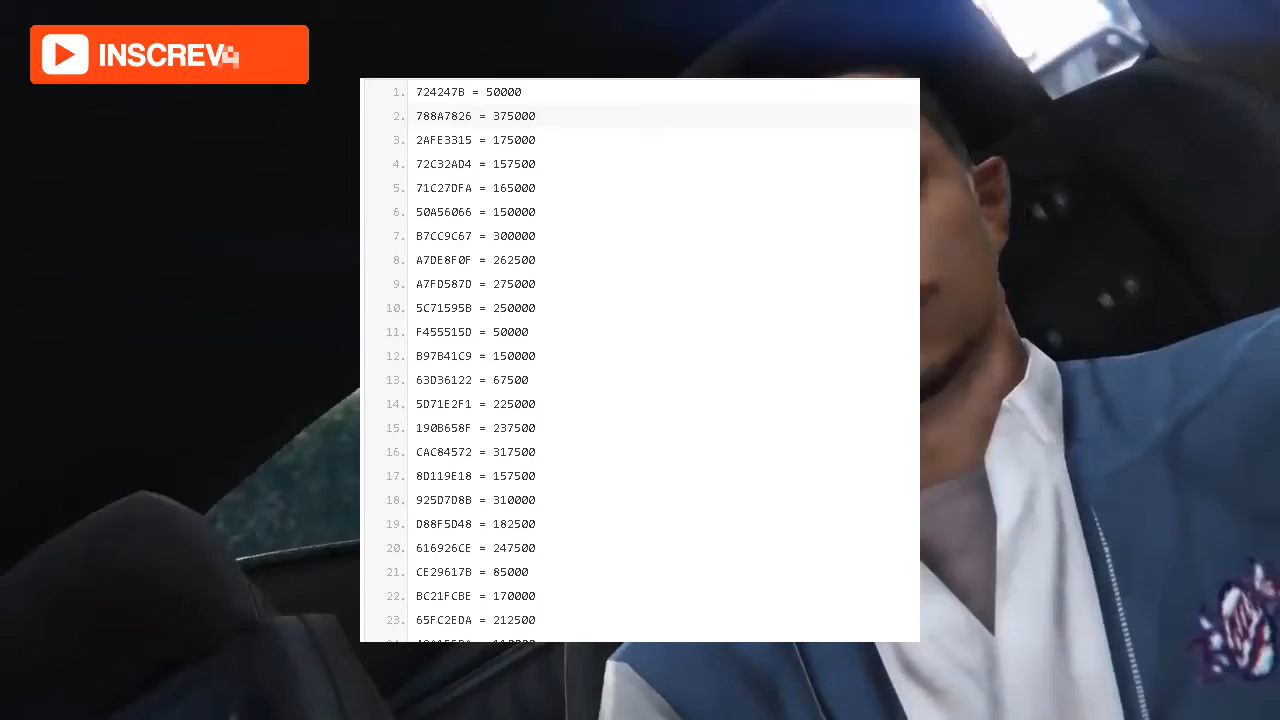 INSCREV
1. 724247B = 50000
2. 788A7826 = 375000
3. 2AFE3315 = 175000
4. 72C32AD4 = 157500
5. 71C27DFA = 165000
6. 50A56066 = 150000
7. B7CC9C67 = 300000
8. A7DE8F0F = 262500
9. A7FD587D = 275000
10. 5C71595B = 250000
11. F455515D = 50000
12. B97B41C9 = 150000
13. 63D36122 = 67500
14. 5D71E2F1 = 225000
15. 190B658F = 237500
16. CAC84572 = 317500
17. 8D119E18 = 157500
18. 925D7D8B = 310000
19. D88F5D48 = 182500
20. 616926CE = 247500
21. CE29617B = 85000
22. BC21FCBE = 170000
23. 65FC2EDA = 212500